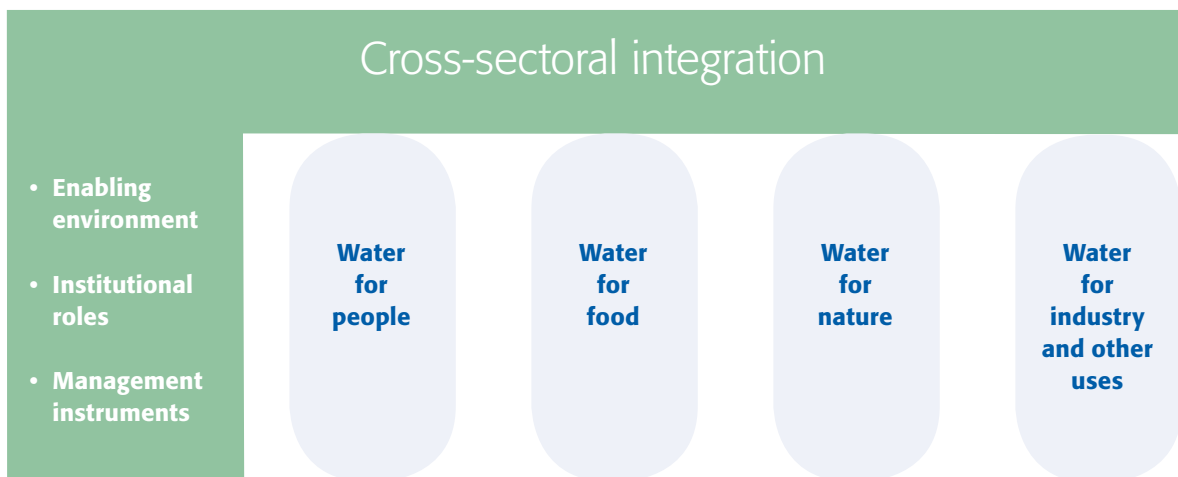 Cross-sectoral integration
• Enabling
environment
• Institutional
roles
• Management
instruments
Water
for
people
Water
for
food
Water
for
nature
Water
for
industry
and other
uses